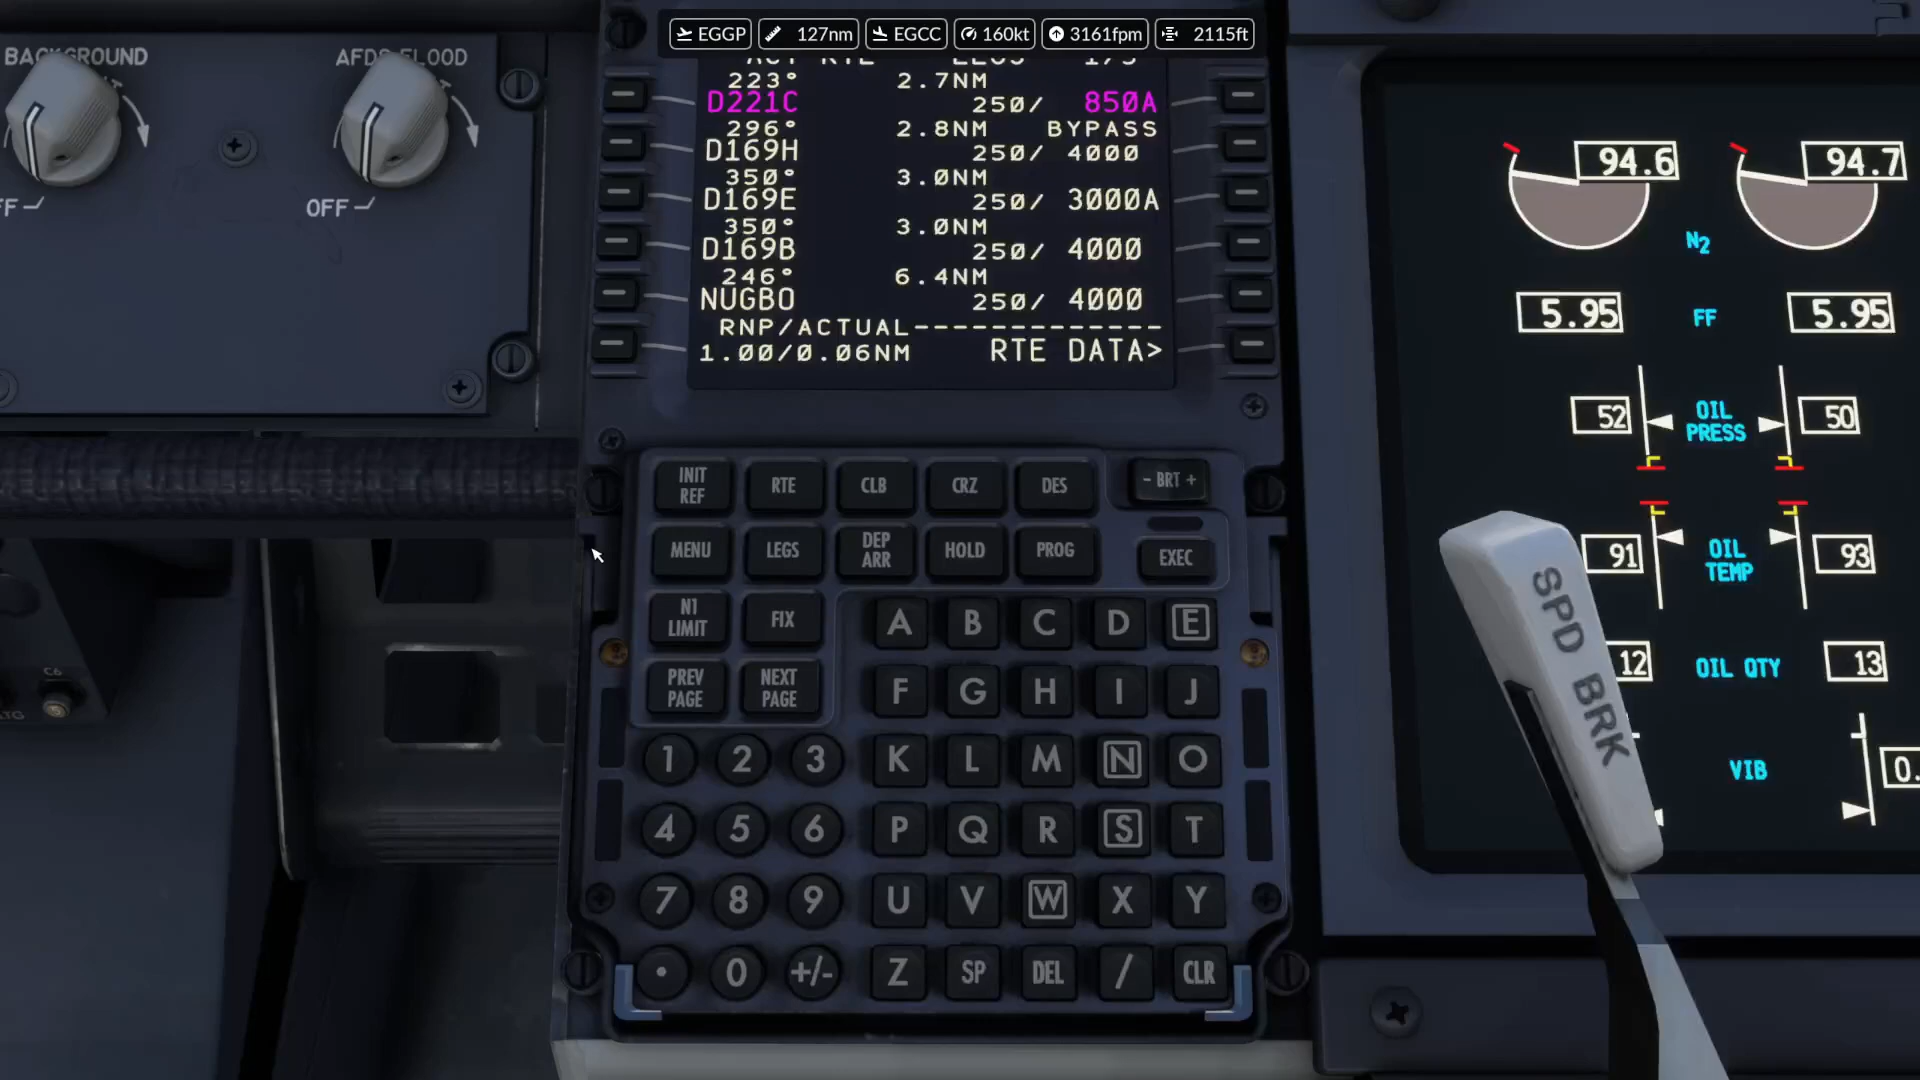 EGGP 127nm EGCC 160kt 3161fpm 2115ft
BACKGROUND
AFDS FLOOD
OFF
223° 2.7NM
D221C 250/ 850A
296° 2.8NM BYPASS
D169H 250/ 4000
350° 3.0NM
D169E 250/ 3000A
350° 3.0NM
D169B 250/ 4000
246° 6.4NM
NUGBO 250/ 4000
RNP/ACTUAL-------------
1.00/0.06NM RTE DATA>
INIT REF RTE CLB CRZ DES - BRT +
MENU LEGS DEP ARR HOLD PROG EXEC
N1 LIMIT FIX
PREV PAGE NEXT PAGE
A B C D E
F G H I J
1 2 3 K L M N O
4 5 6 P Q R S T
7 8 9 U V W X Y
. 0 +/- Z SP DEL / CLR
C6
94.6 94.7
N2
5.95 FF 5.95
52 OIL PRESS 50
91 OIL TEMP 93
12 OIL QTY 13
VIB 0.
SPD BRK